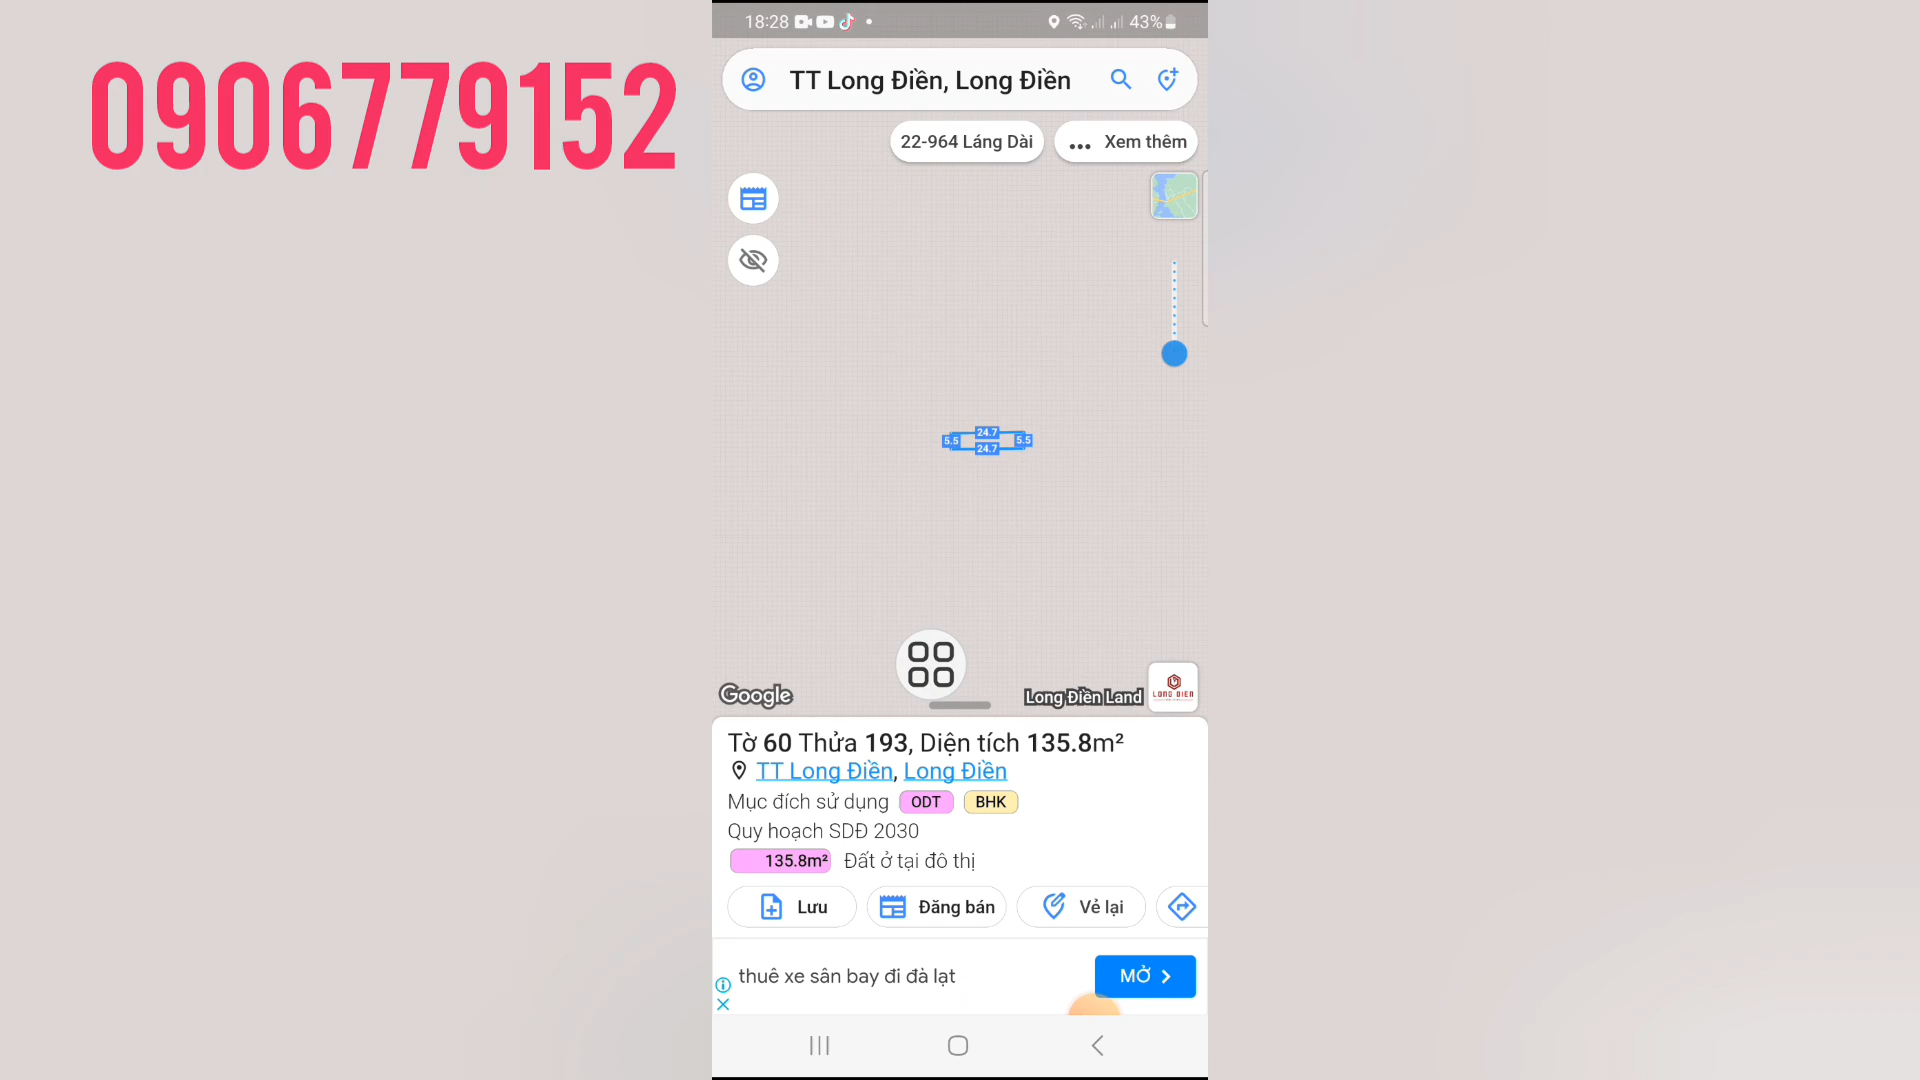 0906779152
18:28
43%
TT Long Điền, Long Điền
22-964 Láng Dài
... Xem thêm
24.7
5.5
5.5
24.7
Google
Long Điền Land
LONG DIEN
Tờ 60 Thửa 193, Diện tích 135.8m²
TT Long Điền, Long Điền
Mục đích sử dụng ODT BHK
Quy hoạch SDĐ 2030
135.8m² Đất ở tại đô thị
Lưu
Đăng bán
Vẻ lại
thuê xe sân bay đi đà lạt
MỞ